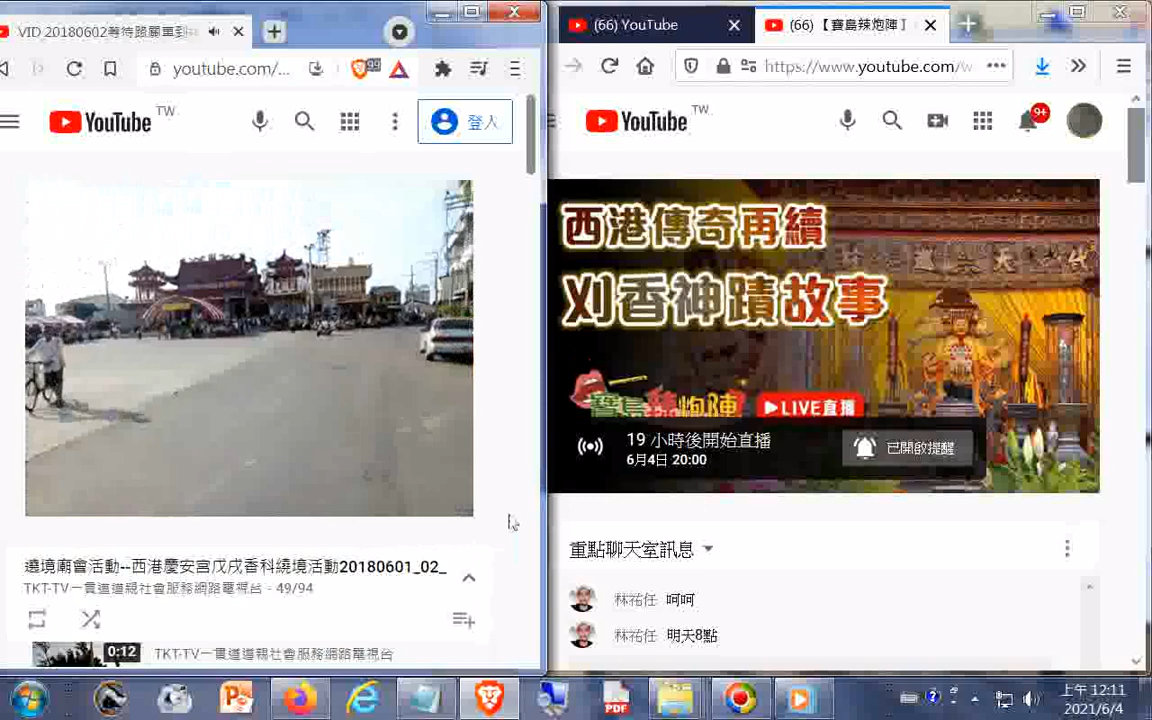 VID 20180602等待路關單到
youtube.com/...
99
YouTube TW
登入
遶境廟會活動--西港慶安宮戊戌香科繞境活動20180601_02_
TKT-TV一貫道道親社會服務網路電視台 - 49/94
0:12
TKT-TV一貫道道親社會服務網路電視台
(66) YouTube
(66)【寶島辣炮陣】
https://www.youtube.com/w
YouTube TW
9+
西港傳奇再續
刈香神蹟故事
寶島辣炮陣
LIVE直播
19 小時後開始直播
6月4日 20:00
已開啟提醒
重點聊天室訊息
林祐任 呵呵
林祐任 明天8點
PDF
上午 12:11
2021/6/4